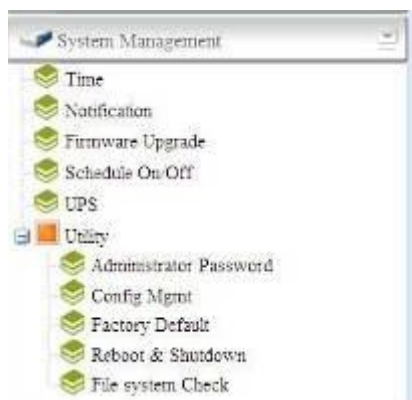 System Management
Time
Notification
Firmware Upgrade
Schedule On/Off
UPS
Utility
Administrator Password
Config Mgmt
Factory Default
Reboot & Shutdown
File system Check